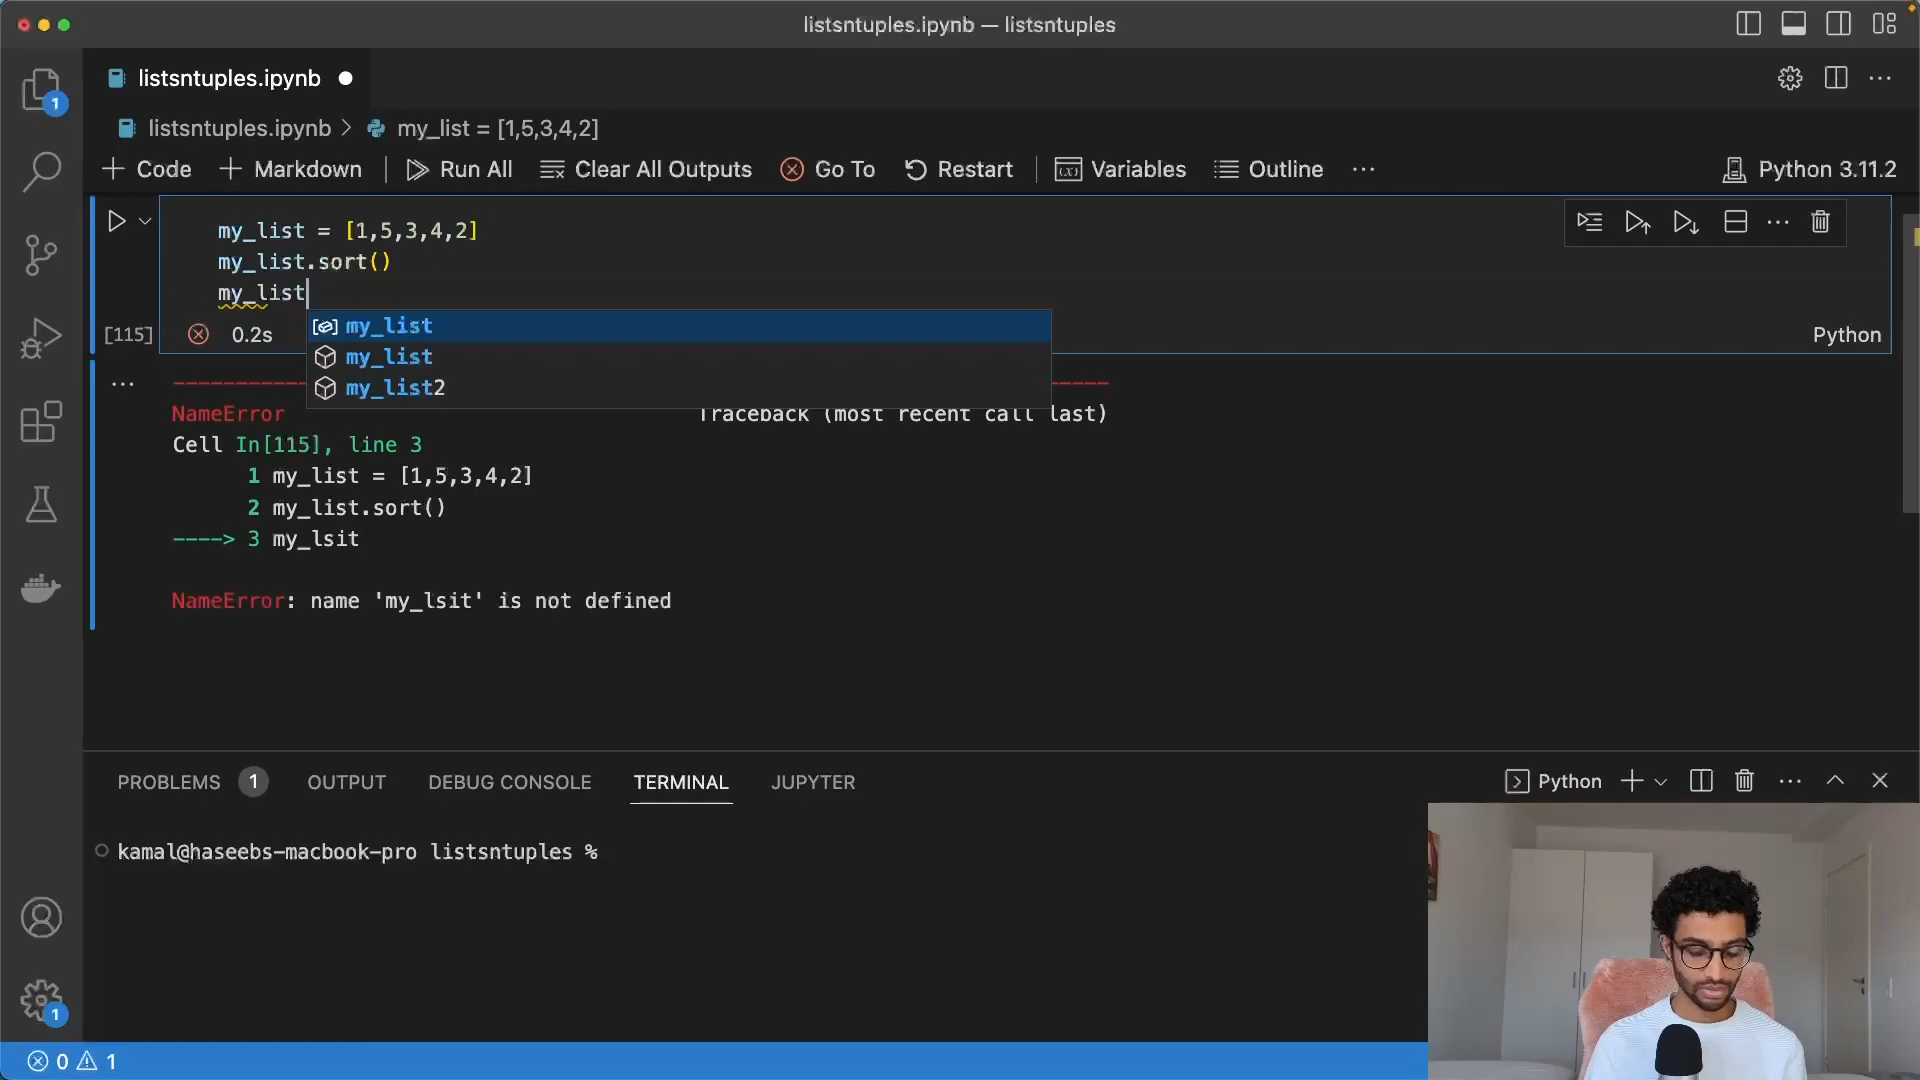 listsntuples.ipynb — listsntuples
1
listsntuples.ipynb
listsntuples.ipynb > my_list = [1,5,3,4,2]
Code Markdown Run All Clear All Outputs Go To Restart Variables Outline ... Python 3.11.2
my_list = [1,5,3,4,2]
my_list.sort()
my_list
[115] 0.2s Python
my_list
my_list
my_list2
NameError Traceback (most recent call last)
Cell In[115], line 3
1 my_list = [1,5,3,4,2]
2 my_list.sort()
----> 3 my_lsit
NameError: name 'my_lsit' is not defined
PROBLEMS 1 OUTPUT DEBUG CONSOLE TERMINAL JUPYTER Python
kamal@haseebs-macbook-pro listsntuples %
1
0 1